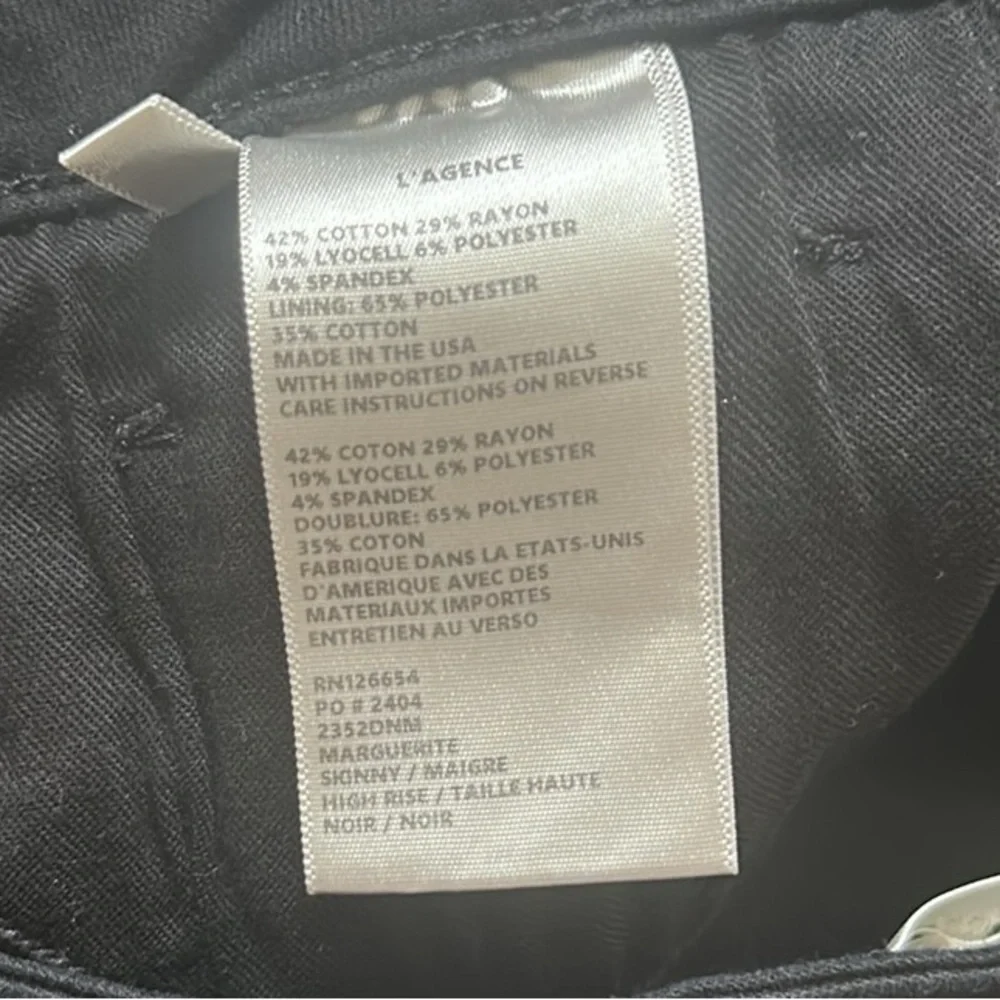 L'AGENCE
42% COTTON 29% RAYON
19% LYOCELL 6% POLYESTER
4% SPANDEX
LINING: 65% POLYESTER
35% COTTON
MADE IN THE USA
WITH IMPORTED MATERIALS
CARE INSTRUCTIONS ON REVERSE
42% COTON 29% RAYON
19% LYOCELL 6% POLYESTER
4% SPANDEX
DOUBLURE: 65% POLYESTER
35% COTON
FABRIQUE DANS LA ETATS-UNIS
D'AMERIQUE AVEC DES
MATERIAUX IMPORTES
ENTRETIEN AU VERSO
RN126654
PO # 2404
2352DNM
MARGUERITE
SKINNY / MAIGRE
HIGH RISE / TAILLE HAUTE
NOIR / NOIR